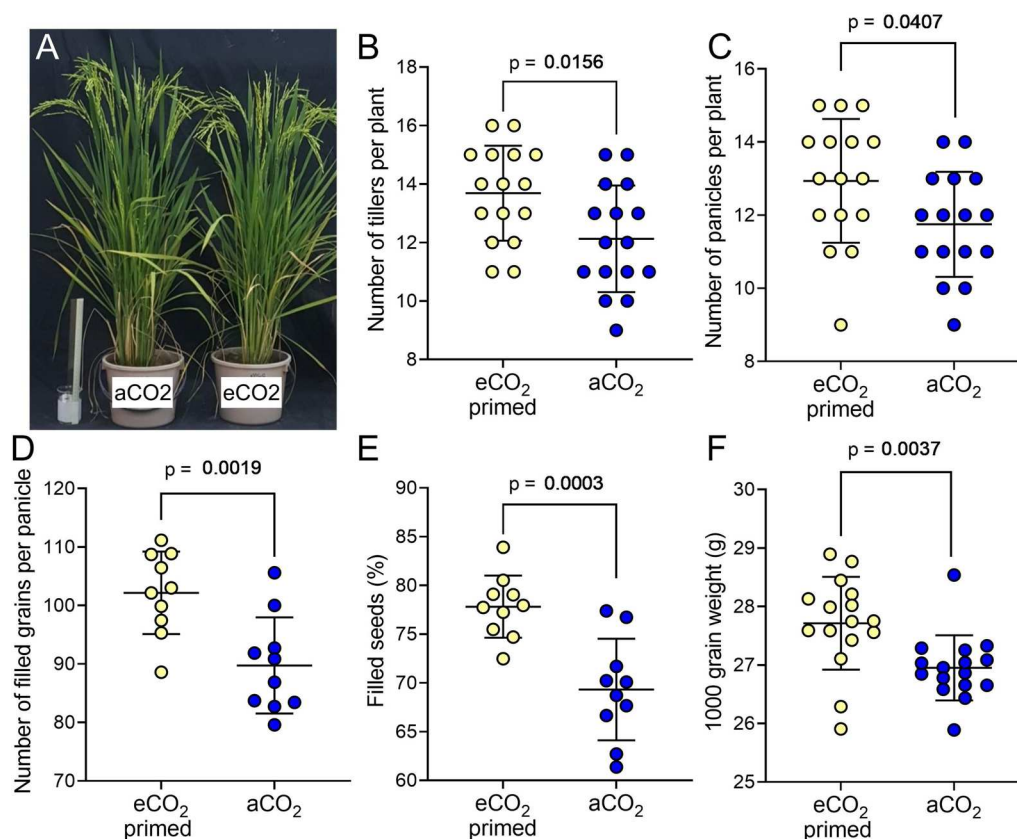 A
aCO2
eCO2
B
p = 0.0156
Number of tillers per plant
18
16
14
12
10
8
eCO₂
primed
aCO₂
C
p = 0.0407
Number of panicles per plant
16
14
12
10
8
eCO₂
primed
aCO₂
D
p = 0.0019
Number of filled grains per panicle
120
110
100
90
80
70
eCO₂
primed
aCO₂
E
p = 0.0003
Filled seeds (%)
90
85
80
75
70
65
60
eCO₂
primed
aCO₂
F
p = 0.0037
1000 grain weight (g)
30
29
28
27
26
25
eCO₂
primed
aCO₂